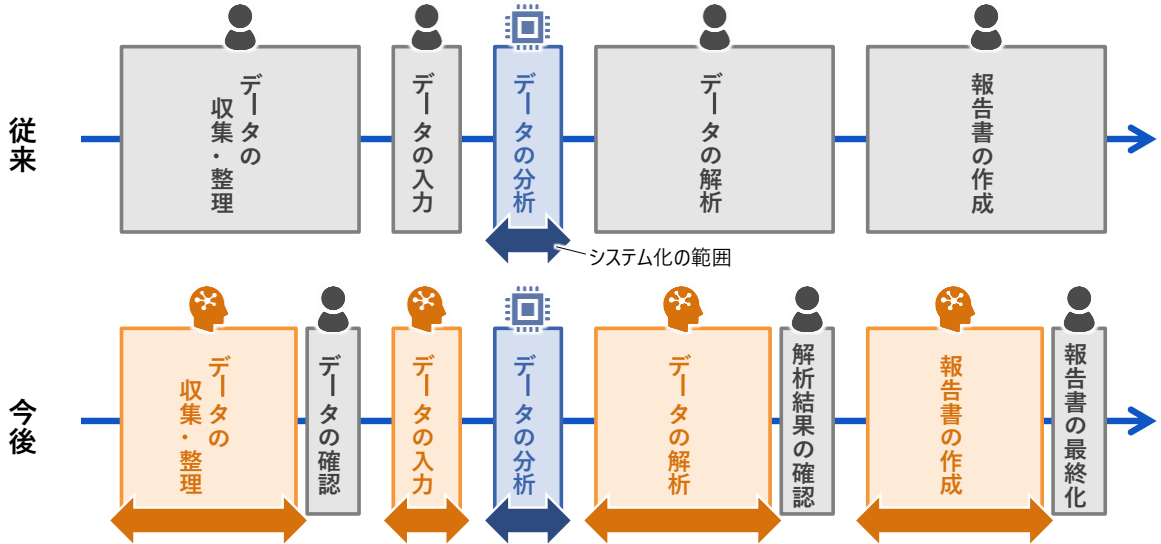 従来
データの
収集・整理
データの入力
データの分析
データの解析
報告書の作成
システム化の範囲
今後
データの
収集・整理
データの確認
データの入力
データの分析
データの解析
解析結果の確認
報告書の作成
報告書の最終化